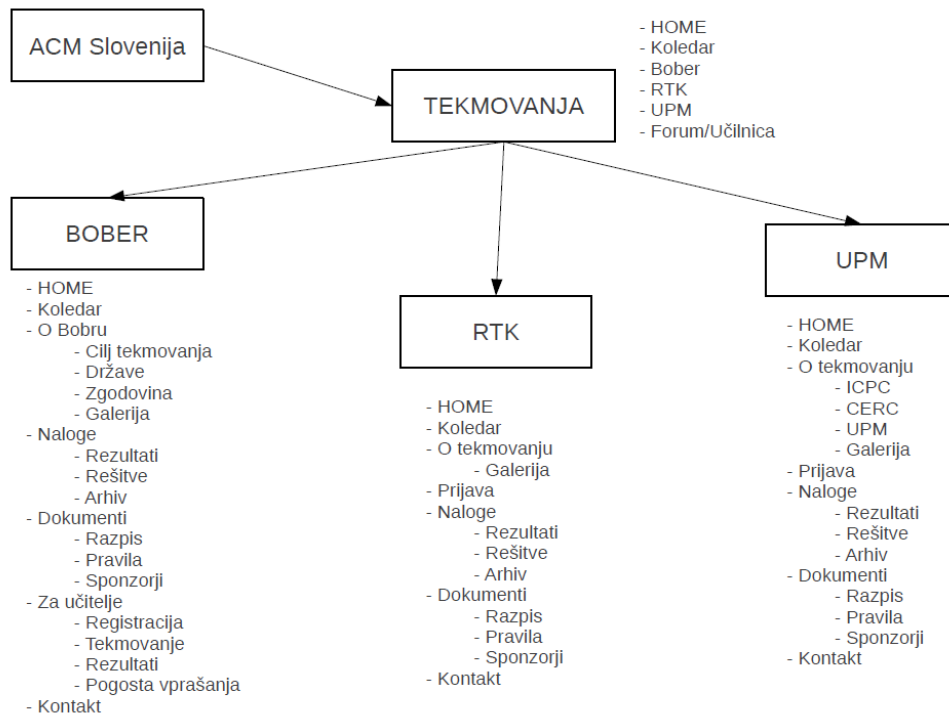 ACM Slovenija
TEKMOVANJA
- HOME
- Koledar
- Bober
- RTK
- UPM
- Forum/Učilnica
BOBER
- HOME
- Koledar
- O Bobru
- Cilj tekmovanja
- Države
- Zgodovina
- Galerija
- Naloge
- Rezultati
- Rešitve
- Arhiv
- Dokumenti
- Razpis
- Pravila
- Sponzorji
- Za učitelje
- Registracija
- Tekmovanje
- Rezultati
- Pogosta vprašanja
- Kontakt
RTK
- HOME
- Koledar
- O tekmovanju
- Galerija
- Prijava
- Naloge
- Rezultati
- Rešitve
- Arhiv
- Dokumenti
- Razpis
- Pravila
- Sponzorji
- Kontakt
UPM
- HOME
- Koledar
- O tekmovanju
- ICPC
- CERC
- UPM
- Galerija
- Prijava
- Naloge
- Rezultati
- Rešitve
- Arhiv
- Dokumenti
- Razpis
- Pravila
- Sponzorji
- Kontakt